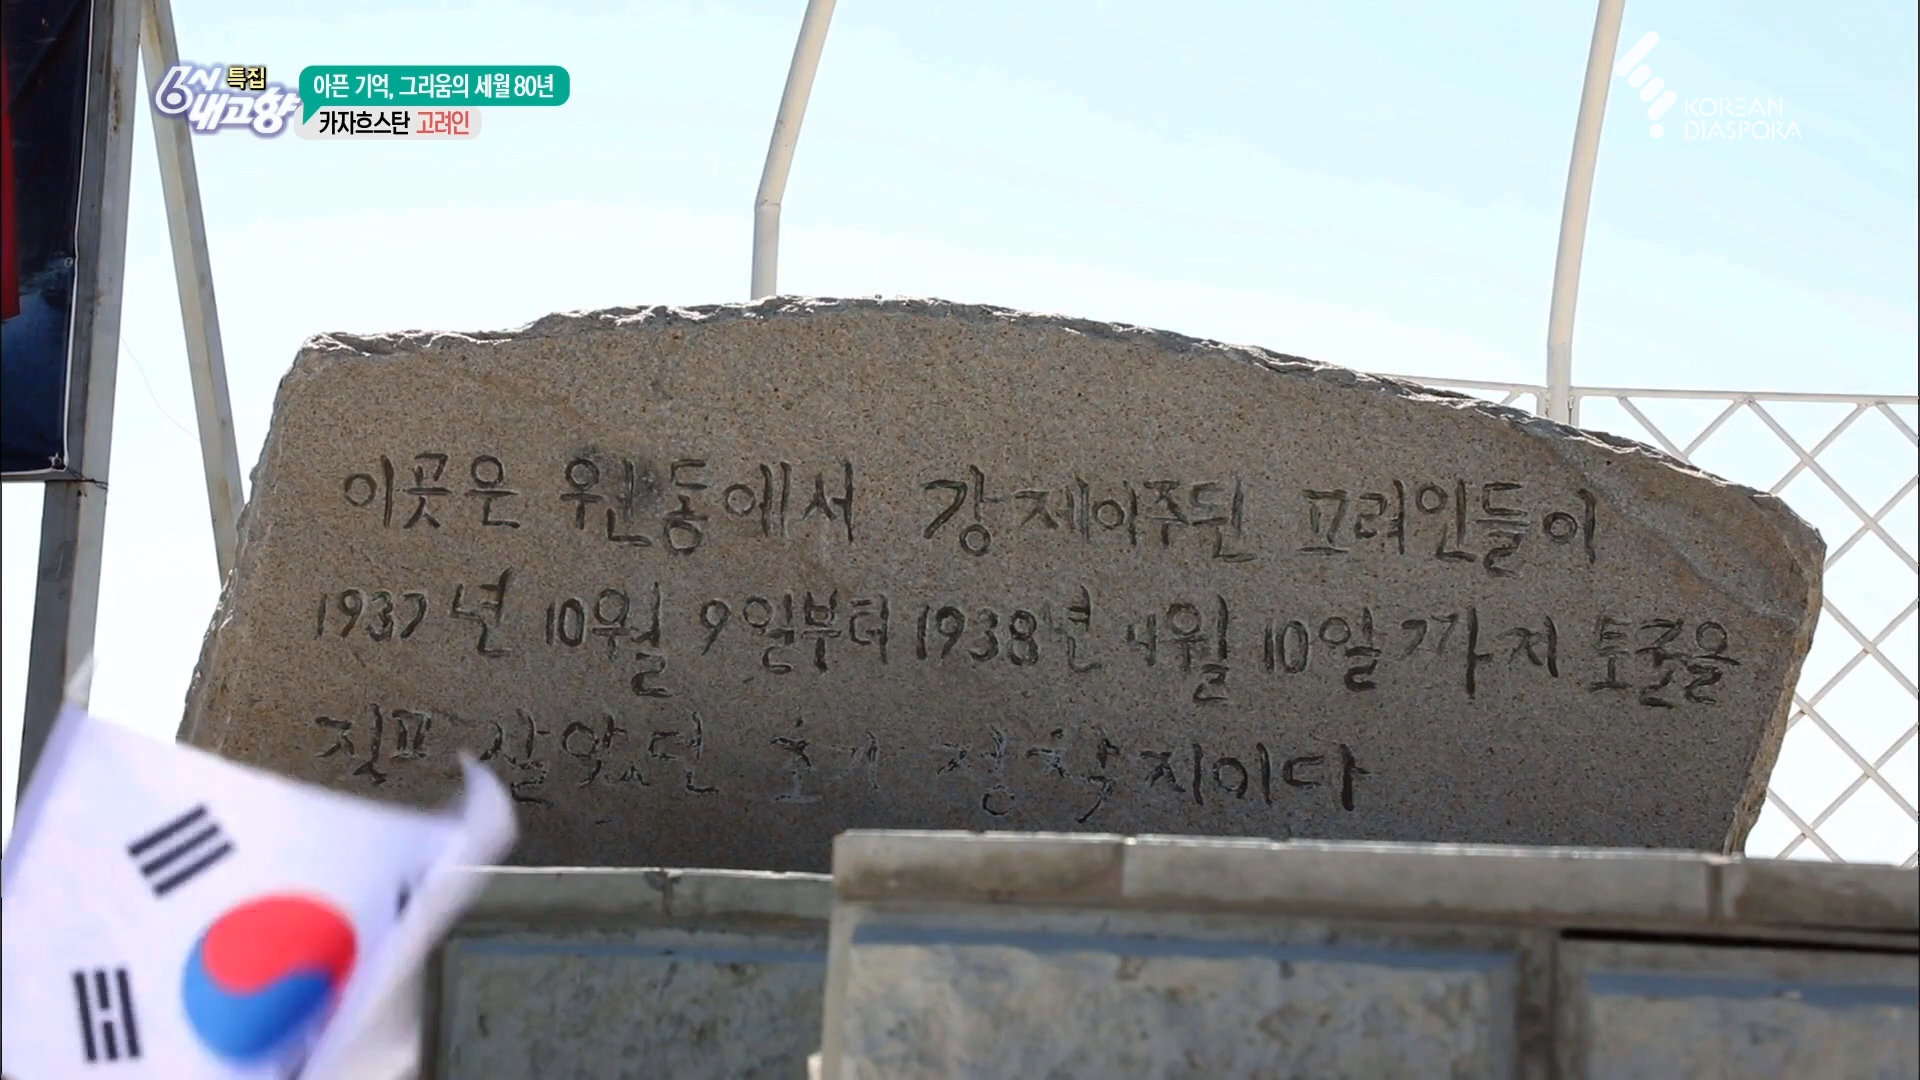 6시 내고향 특집
아픈 기억, 그리움의 세월 80년
카자흐스탄 고려인
KOREAN
DIASPORA
이곳은 원동에서 강제이주된 고려인들이
1937년 10월 9일부터 1938년 4월 10일까지 토굴을
짓고 살았던 초기 정착지이다